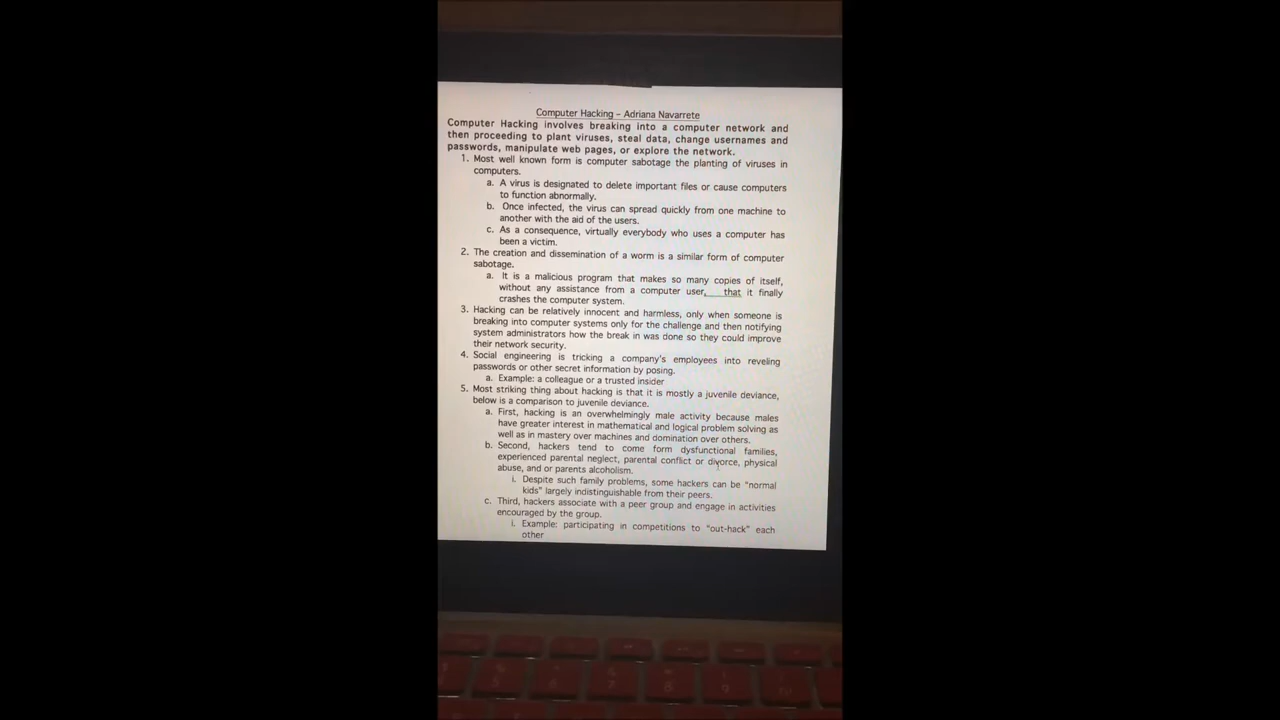 Computer Hacking – Adriana Navarrete
Computer Hacking involves breaking into a computer network and
then proceeding to plant viruses, steal data, change usernames and
passwords, manipulate web pages, or explore the network.
1. Most well known form is computer sabotage the planting of viruses in
computers.
a. A virus is designated to delete important files or cause computers
to function abnormally.
b. Once infected, the virus can spread quickly from one machine to
another with the aid of the users.
c. As a consequence, virtually everybody who uses a computer has
been a victim.
2. The creation and dissemination of a worm is a similar form of computer
sabotage.
a. It is a malicious program that makes so many copies of itself,
without any assistance from a computer user, that it finally
crashes the computer system.
3. Hacking can be relatively innocent and harmless, only when someone is
breaking into computer systems only for the challenge and then notifying
system administrators how the break in was done so they could improve
their network security.
4. Social engineering is tricking a company's employees into reveling
passwords or other secret information by posing.
a. Example: a colleague or a trusted insider
5. Most striking thing about hacking is that it is mostly a juvenile deviance,
below is a comparison to juvenile deviance.
a. First, hacking is an overwhelmingly male activity because males
have greater interest in mathematical and logical problem solving as
well as in mastery over machines and domination over others.
b. Second, hackers tend to come form dysfunctional families,
experienced parental neglect, parental conflict or divorce, physical
abuse, and or parents alcoholism.
i. Despite such family problems, some hackers can be "normal
kids" largely indistinguishable from their peers.
c. Third, hackers associate with a peer group and engage in activities
encouraged by the group.
i. Example: participating in competitions to "out-hack" each
other
5
6
7
8
9